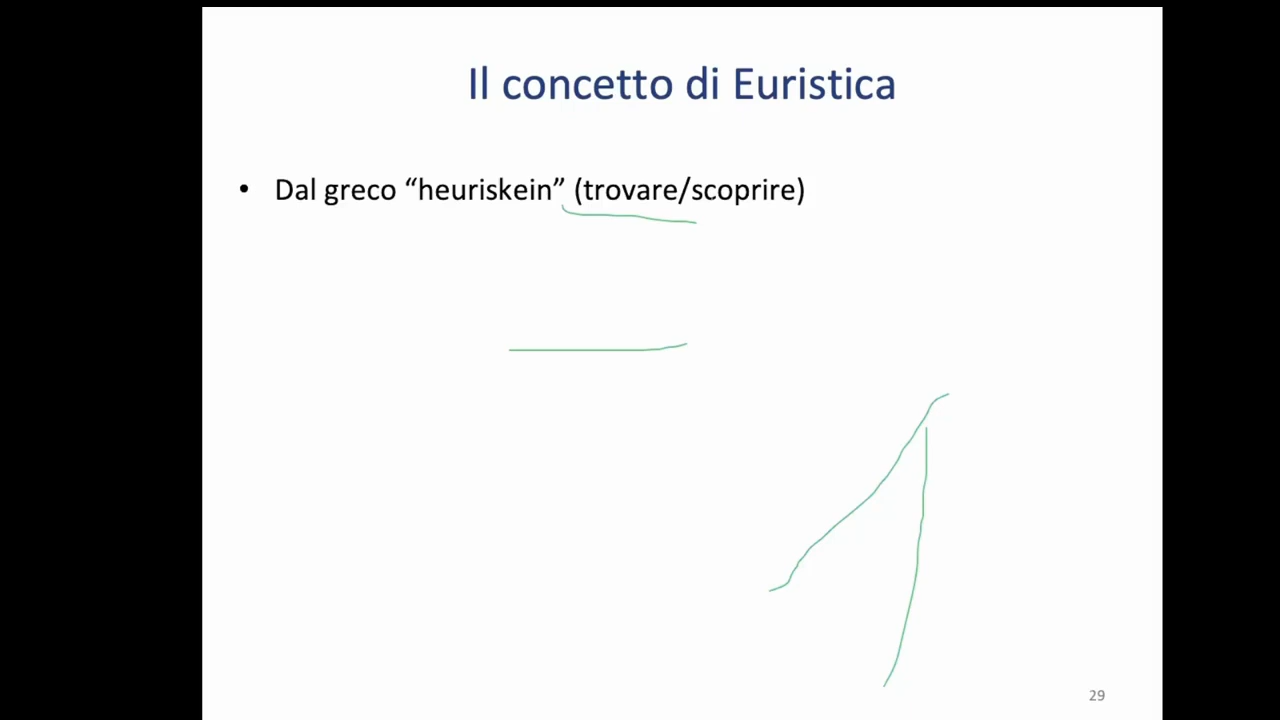 Il concetto di Euristica
• Dal greco “heuriskein” (trovare/scoprire)
29